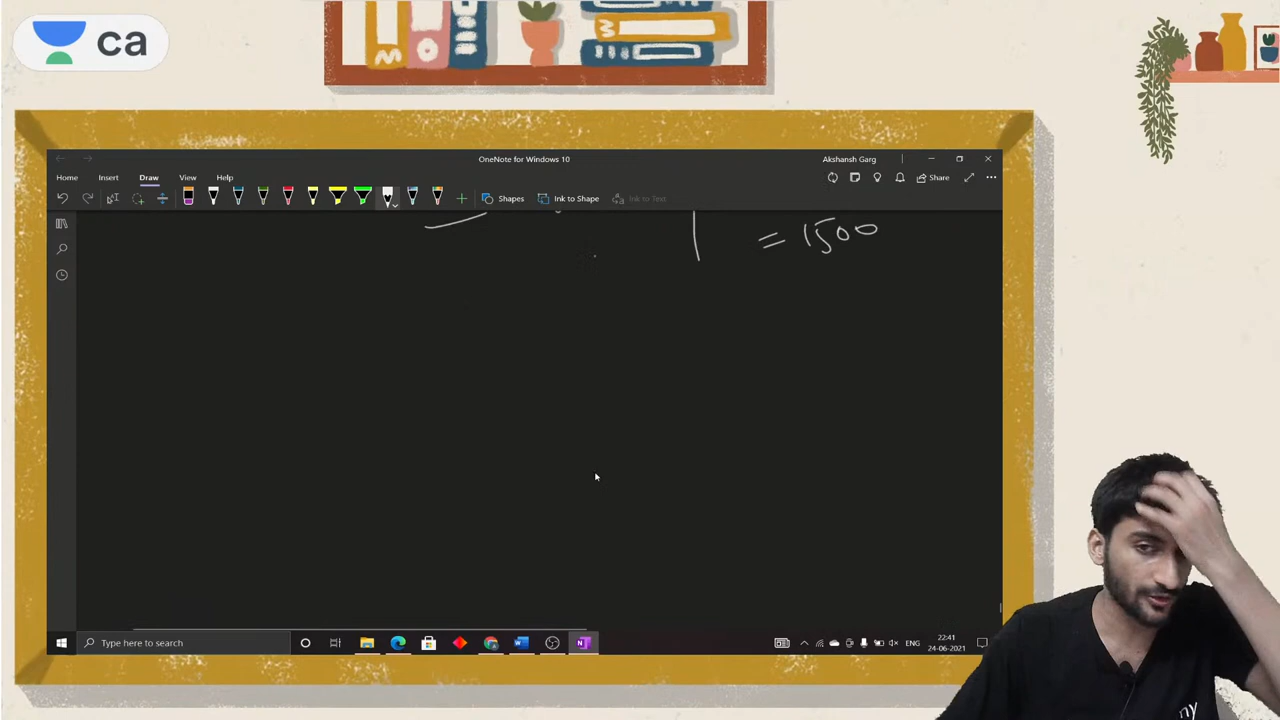 ca
OneNote for Windows 10
Akshansh Garg
Home Insert Draw View Help
Share
Shapes Ink to Shape Ink to Text
= 1500
Type here to search
ENG
22:41
24-06-2021
ny